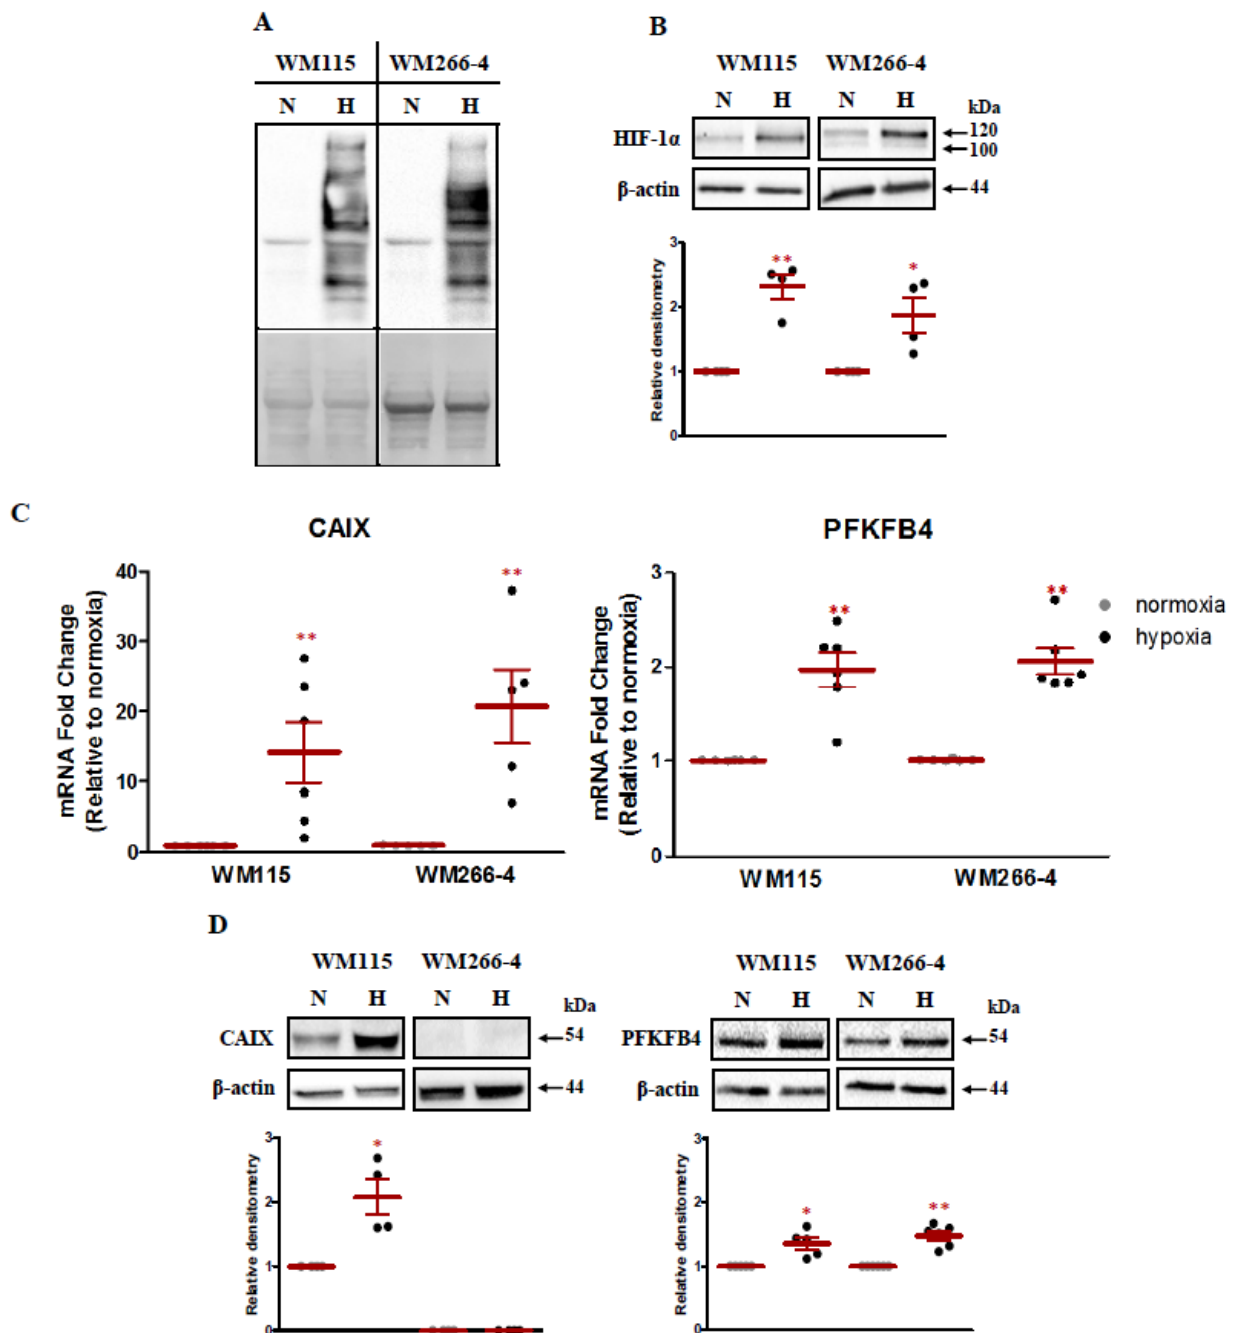 A
WM115 WM266-4
N H N H
B
WM115 WM266-4
N H N H kDa
HIF-1α ←120
←100
β-actin ←44
Relative densitometry
3
2
1
0
** *
C
CAIX
mRNA Fold Change
(Relative to normoxia)
40
30
20
10
0
** **
WM115 WM266-4
PFKFB4
mRNA Fold Change
(Relative to normoxia)
3
2
1
0
** **
WM115 WM266-4
normoxia
hypoxia
D
WM115 WM266-4
N H N H kDa
CAIX ←54
β-actin ←44
Relative densitometry
3
2
1
0
*
WM115 WM266-4
N H N H kDa
PFKFB4 ←54
β-actin ←44
Relative densitometry
3
2
1
0
* **